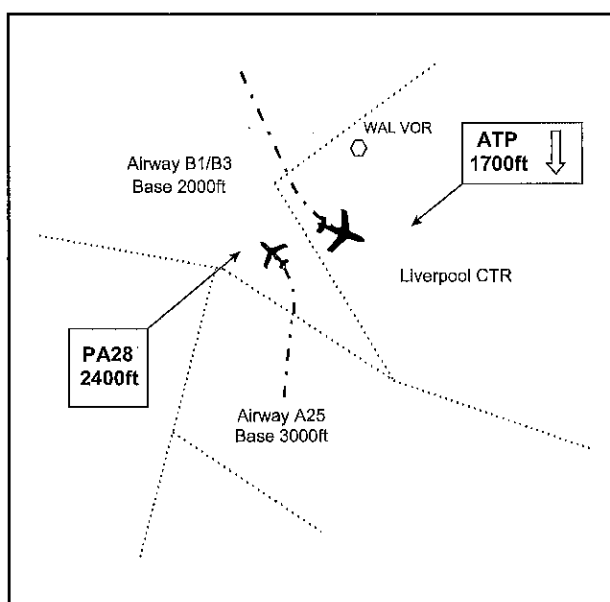 WAL VOR
ATP
1700ft
Airway B1/B3
Base 2000ft
Liverpool CTR
PA28
2400ft
Airway A25
Base 3000ft